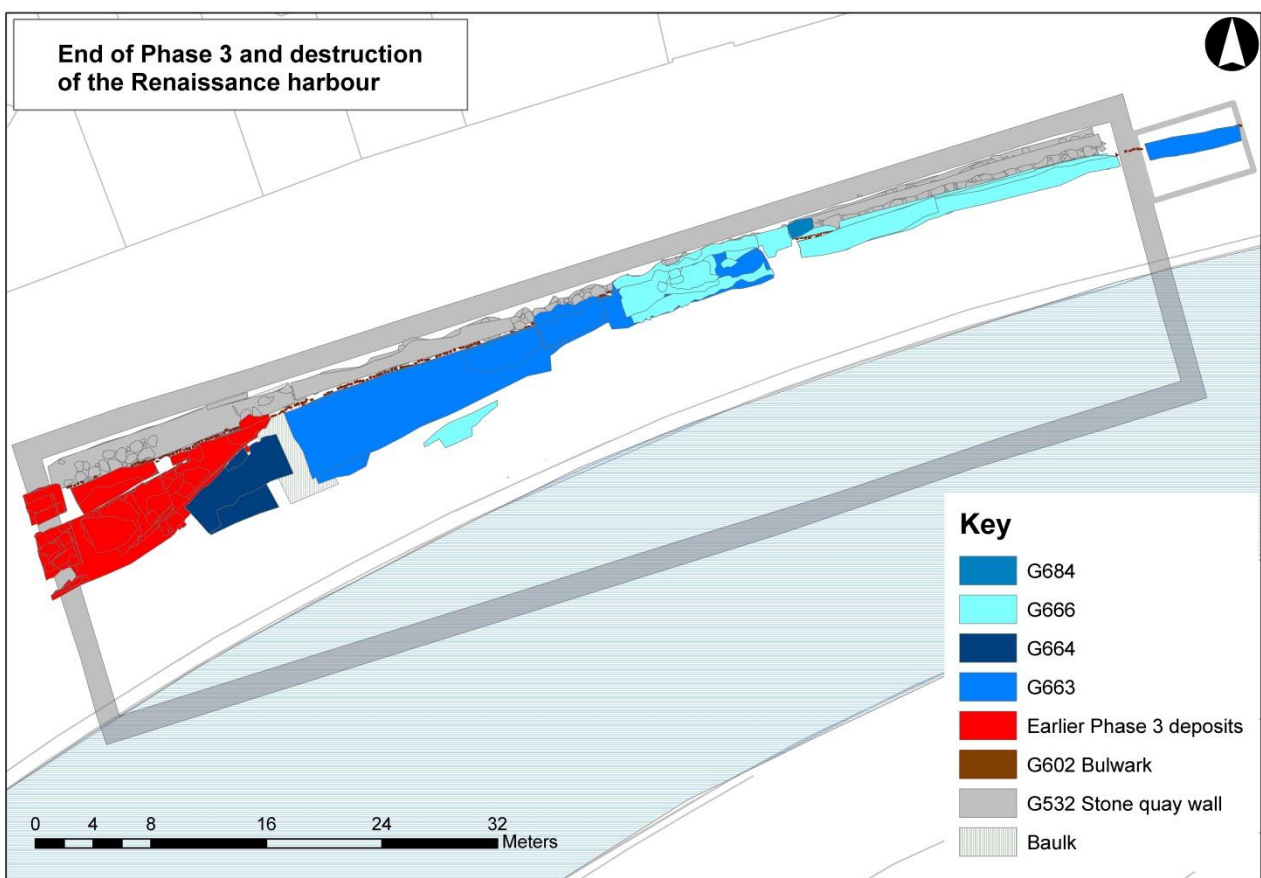 End of Phase 3 and destruction
of the Renaissance harbour
Key
G684
G666
G664
G663
Earlier Phase 3 deposits
G602 Bulwark
G532 Stone quay wall
Baulk
0 4 8 16 24 32
Meters